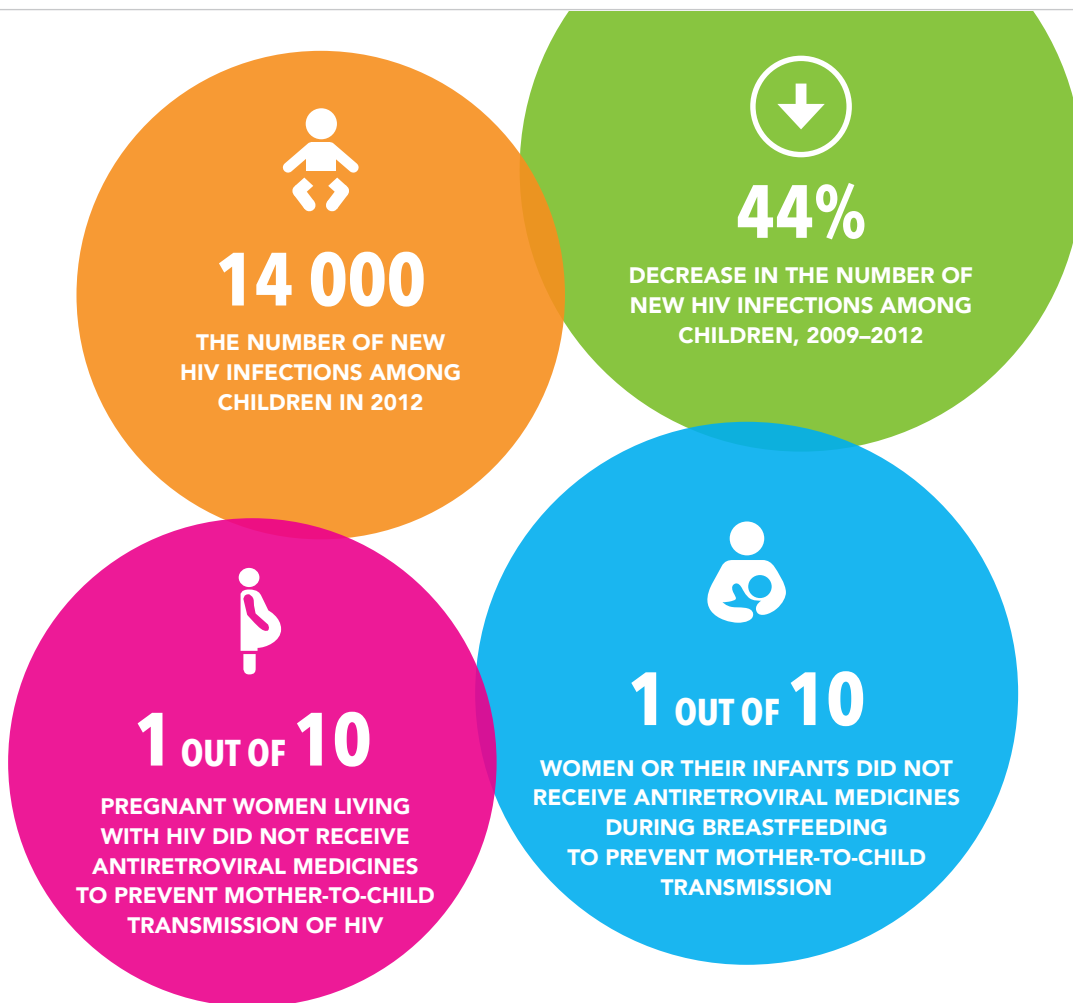 14 000
THE NUMBER OF NEW
HIV INFECTIONS AMONG
CHILDREN IN 2012
44%
DECREASE IN THE NUMBER OF
NEW HIV INFECTIONS AMONG
CHILDREN, 2009–2012
1 OUT OF 10
PREGNANT WOMEN LIVING
WITH HIV DID NOT RECEIVE
ANTIRETROVIRAL MEDICINES
TO PREVENT MOTHER-TO-CHILD
TRANSMISSION OF HIV
1 OUT OF 10
WOMEN OR THEIR INFANTS DID NOT
RECEIVE ANTIRETROVIRAL MEDICINES
DURING BREASTFEEDING
TO PREVENT MOTHER-TO-CHILD
TRANSMISSION